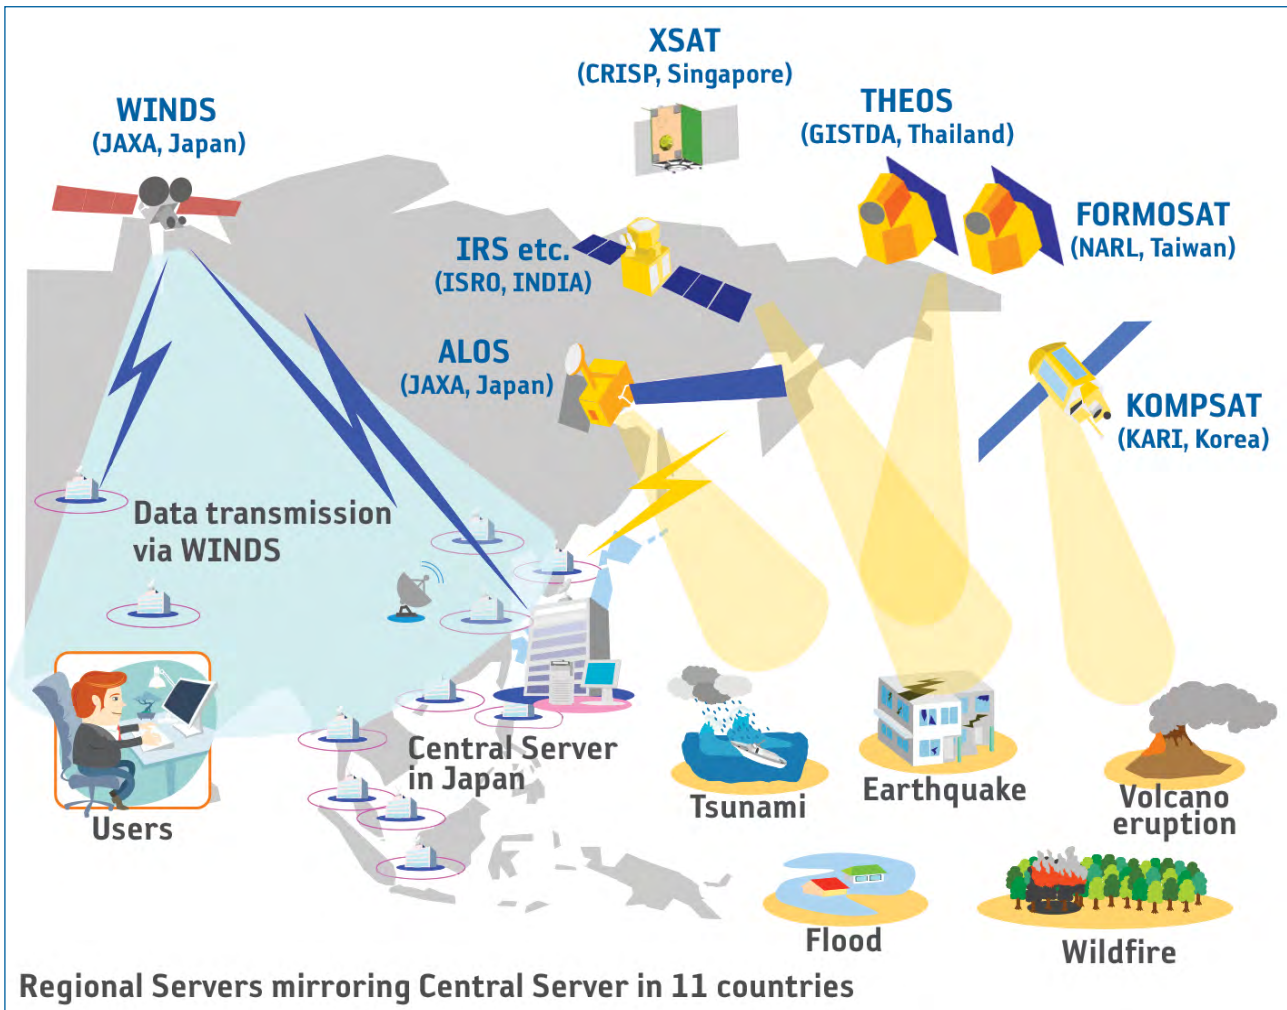 XSAT
(CRISP, Singapore)
WINDS
(JAXA, Japan)
THEOS
(GISTDA, Thailand)
FORMOSAT
(NARL, Taiwan)
IRS etc.
(ISRO, INDIA)
ALOS
(JAXA, Japan)
KOMPSAT
(KARI, Korea)
Data transmission
via WINDS
Central Server
in Japan
Users
Tsunami
Earthquake
Volcano
eruption
Flood
Wildfire
Regional Servers mirroring Central Server in 11 countries